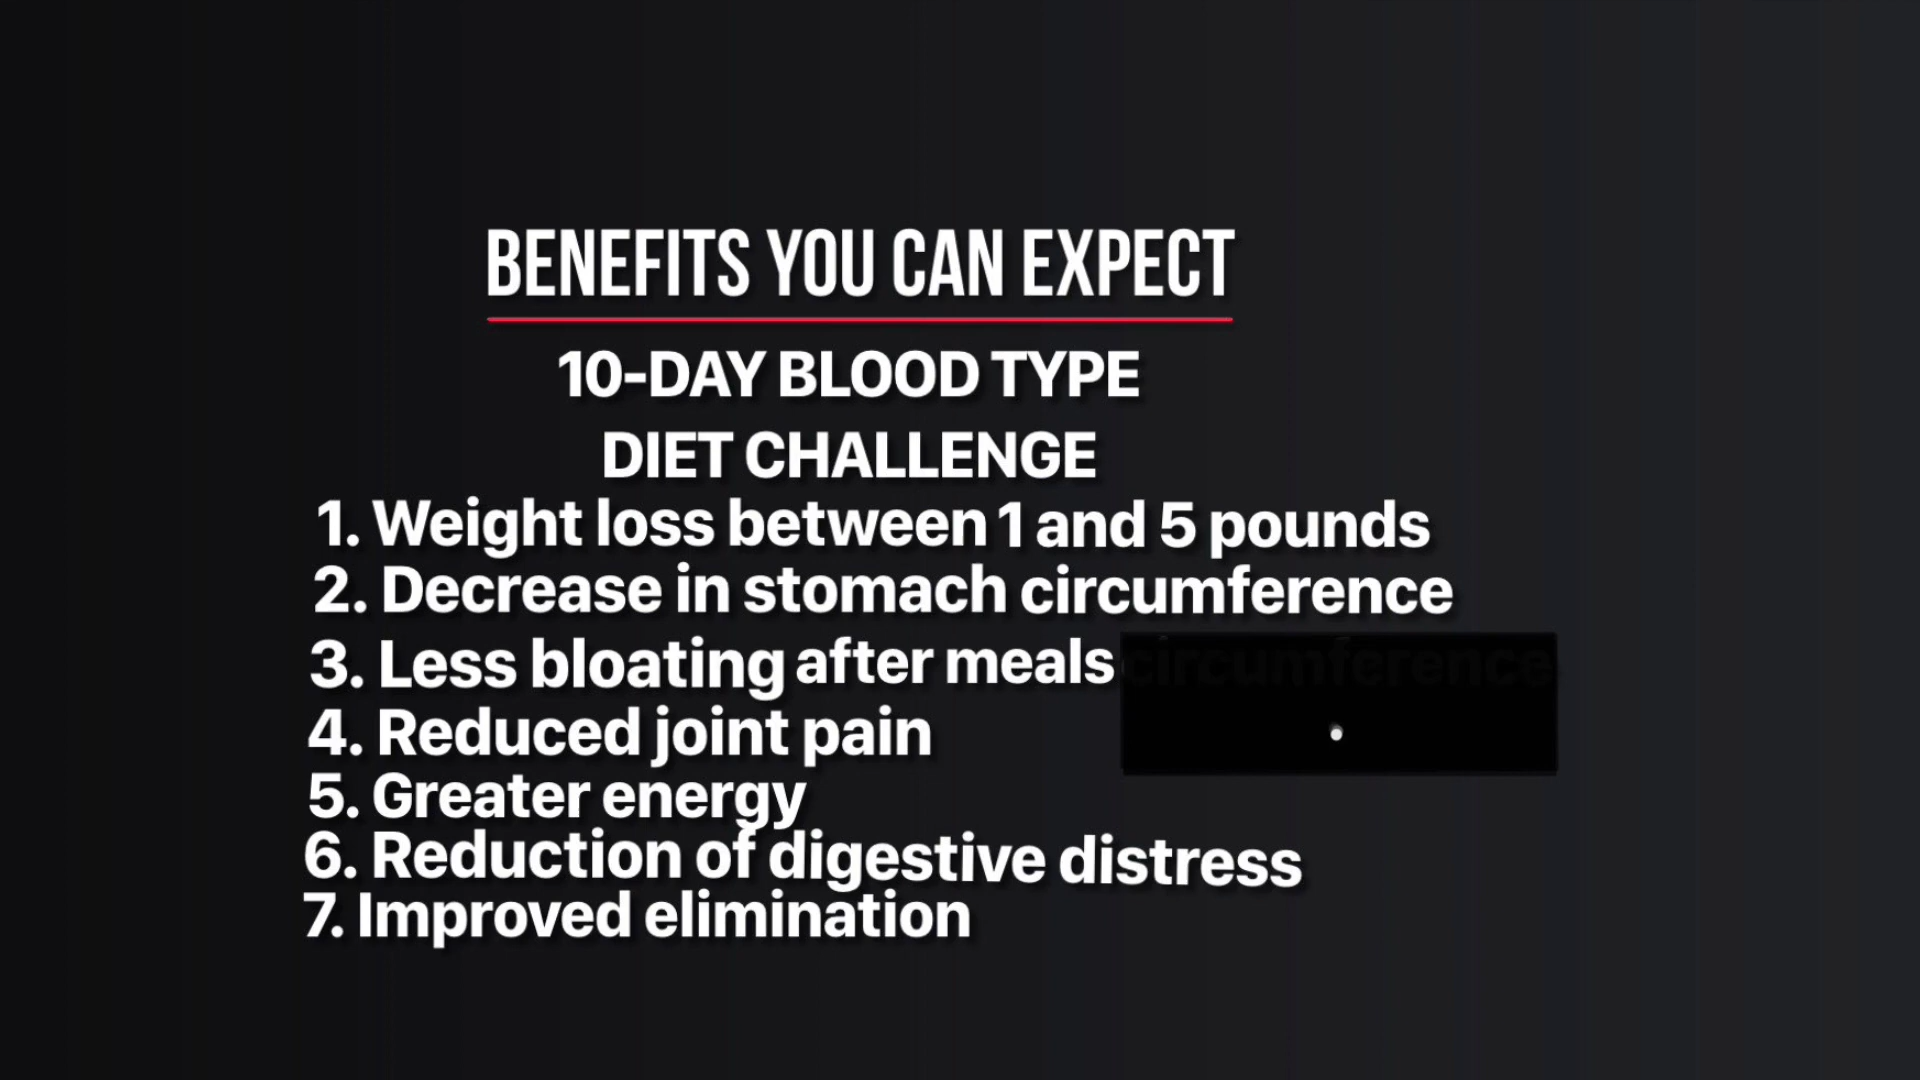 BENEFITS YOU CAN EXPECT
10-DAY BLOOD TYPE
DIET CHALLENGE
1. Weight loss between 1 and 5 pounds
2. Decrease in stomach circumference
3. Less bloating after meals circumference
4. Reduced joint pain
5. Greater energy
6. Reduction of digestive distress
7. Improved elimination